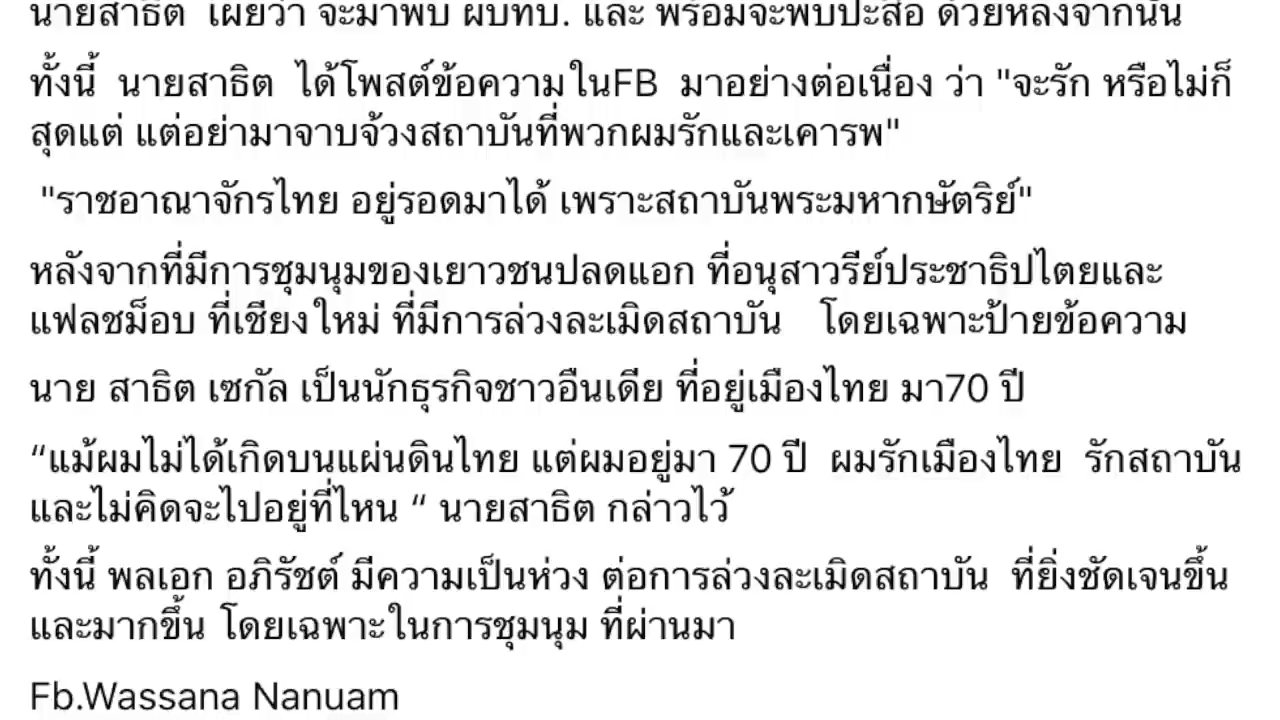 นายสาธิต เผยว่า จะมาพบ ผบทบ. และ พร้อมจะพบปะสื่อ ด้วยหลังจากนั้น
ทั้งนี้ นายสาธิต ได้โพสต์ข้อความในFB มาอย่างต่อเนื่อง ว่า "จะรัก หรือไม่ก็
สุดแต่ แต่อย่ามาจาบจ้วงสถาบันที่พวกผมรักและเคารพ"
"ราชอาณาจักรไทย อยู่รอดมาได้ เพราะสถาบันพระมหากษัตริย์"
หลังจากที่มีการชุมนุมของเยาวชนปลดแอก ที่อนุสาวรีย์ประชาธิปไตยและ
แฟลชม็อบ ที่เชียงใหม่ ที่มีการล่วงละเมิดสถาบัน โดยเฉพาะป้ายข้อความ
นาย สาธิต เซกัล เป็นนักธุรกิจชาวอินเดีย ที่อยู่เมืองไทย มา70 ปี
“แม้ผมไม่ได้เกิดบนแผ่นดินไทย แต่ผมอยู่มา 70 ปี ผมรักเมืองไทย รักสถาบัน
และไม่คิดจะไปอยู่ที่ไหน “ นายสาธิต กล่าวไว้
ทั้งนี้ พลเอก อภิรัชต์ มีความเป็นห่วง ต่อการล่วงละเมิดสถาบัน ที่ยิ่งชัดเจนขึ้น
และมากขึ้น โดยเฉพาะในการชุมนุม ที่ผ่านมา
Fb.Wassana Nanuam